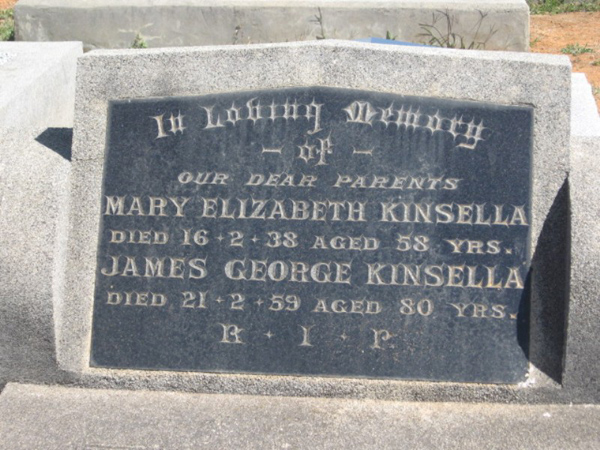 In Loving Memory
- of -
OUR DEAR PARENTS
MARY ELIZABETH KINSELLA
DIED 16·2·38 AGED 58 YRS.
JAMES GEORGE KINSELLA
DIED 21·2·59 AGED 80 YRS.
R · I · P